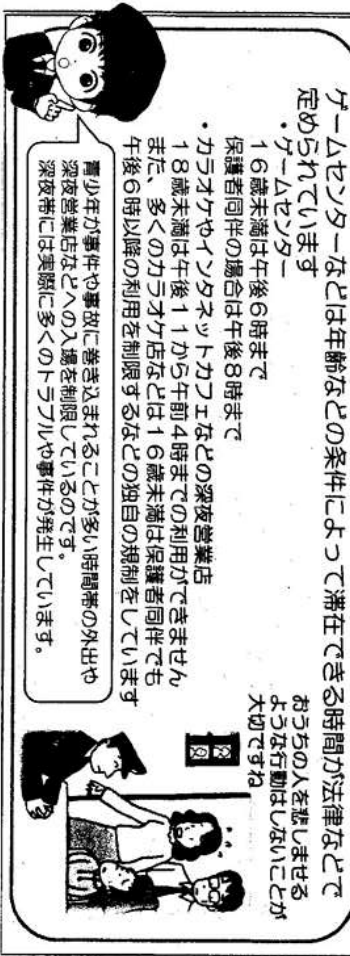 ゲームセンターなどは年齢などの条件によって滞在できる時間が法律などで
定められています
・ゲームセンター
16歳未満は午後6時まで
保護者同伴の場合は午後8時まで
・カラオケやインタネットカフェなどの深夜営業店
18歳未満は午後11から午前4時までの利用ができません
また、多くのカラオケ店などは16歳未満は保護者同伴でも
午後6時以降の利用を制限するなどの独自の規制をしています
おうちの人を悲しませる
ような行動はしないことが
大切ですね
青少年が事件や事故に巻き込まれることが多い時間帯の外出や
深夜営業店などへの入場を制限しているのです。
深夜帯には実際に多くのトラブルや事件が発生しています。